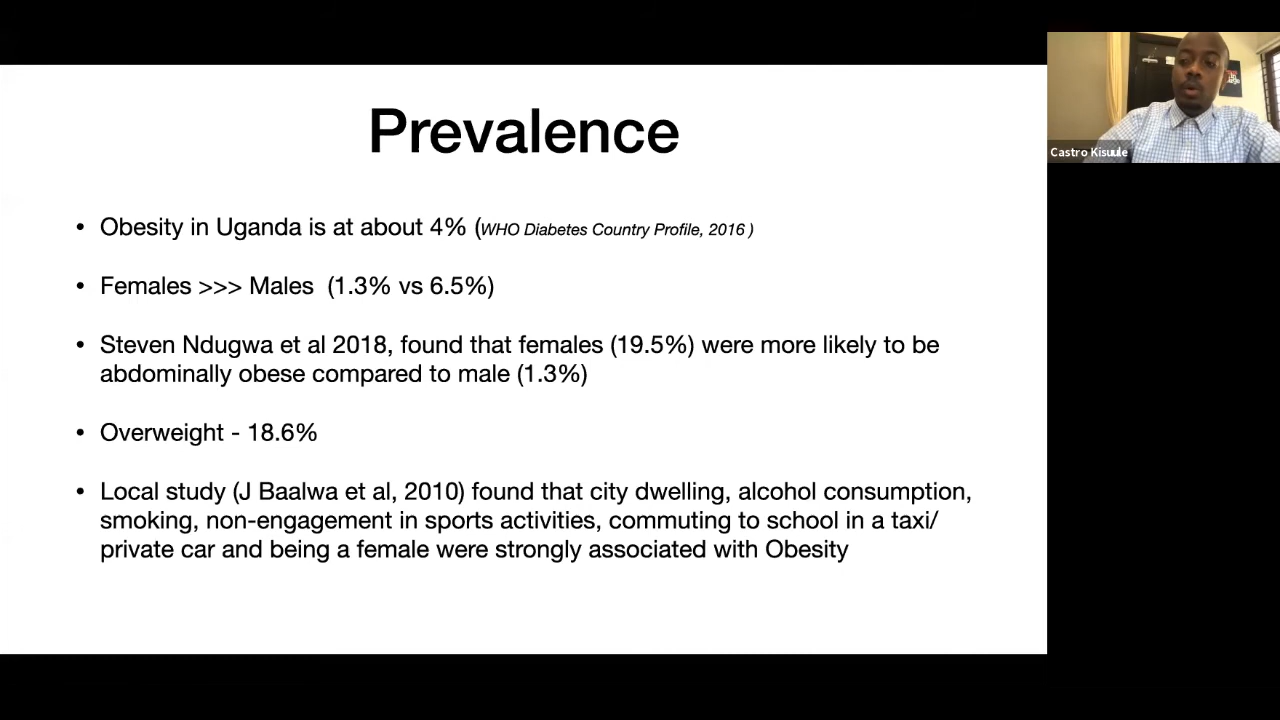 Prevalence
• Obesity in Uganda is at about 4% (WHO Diabetes Country Profile, 2016 )
• Females >>> Males (1.3% vs 6.5%)
• Steven Ndugwa et al 2018, found that females (19.5%) were more likely to be
abdominally obese compared to male (1.3%)
• Overweight - 18.6%
• Local study (J Baalwa et al, 2010) found that city dwelling, alcohol consumption,
smoking, non-engagement in sports activities, commuting to school in a taxi/
private car and being a female were strongly associated with Obesity
Castro Kisuule